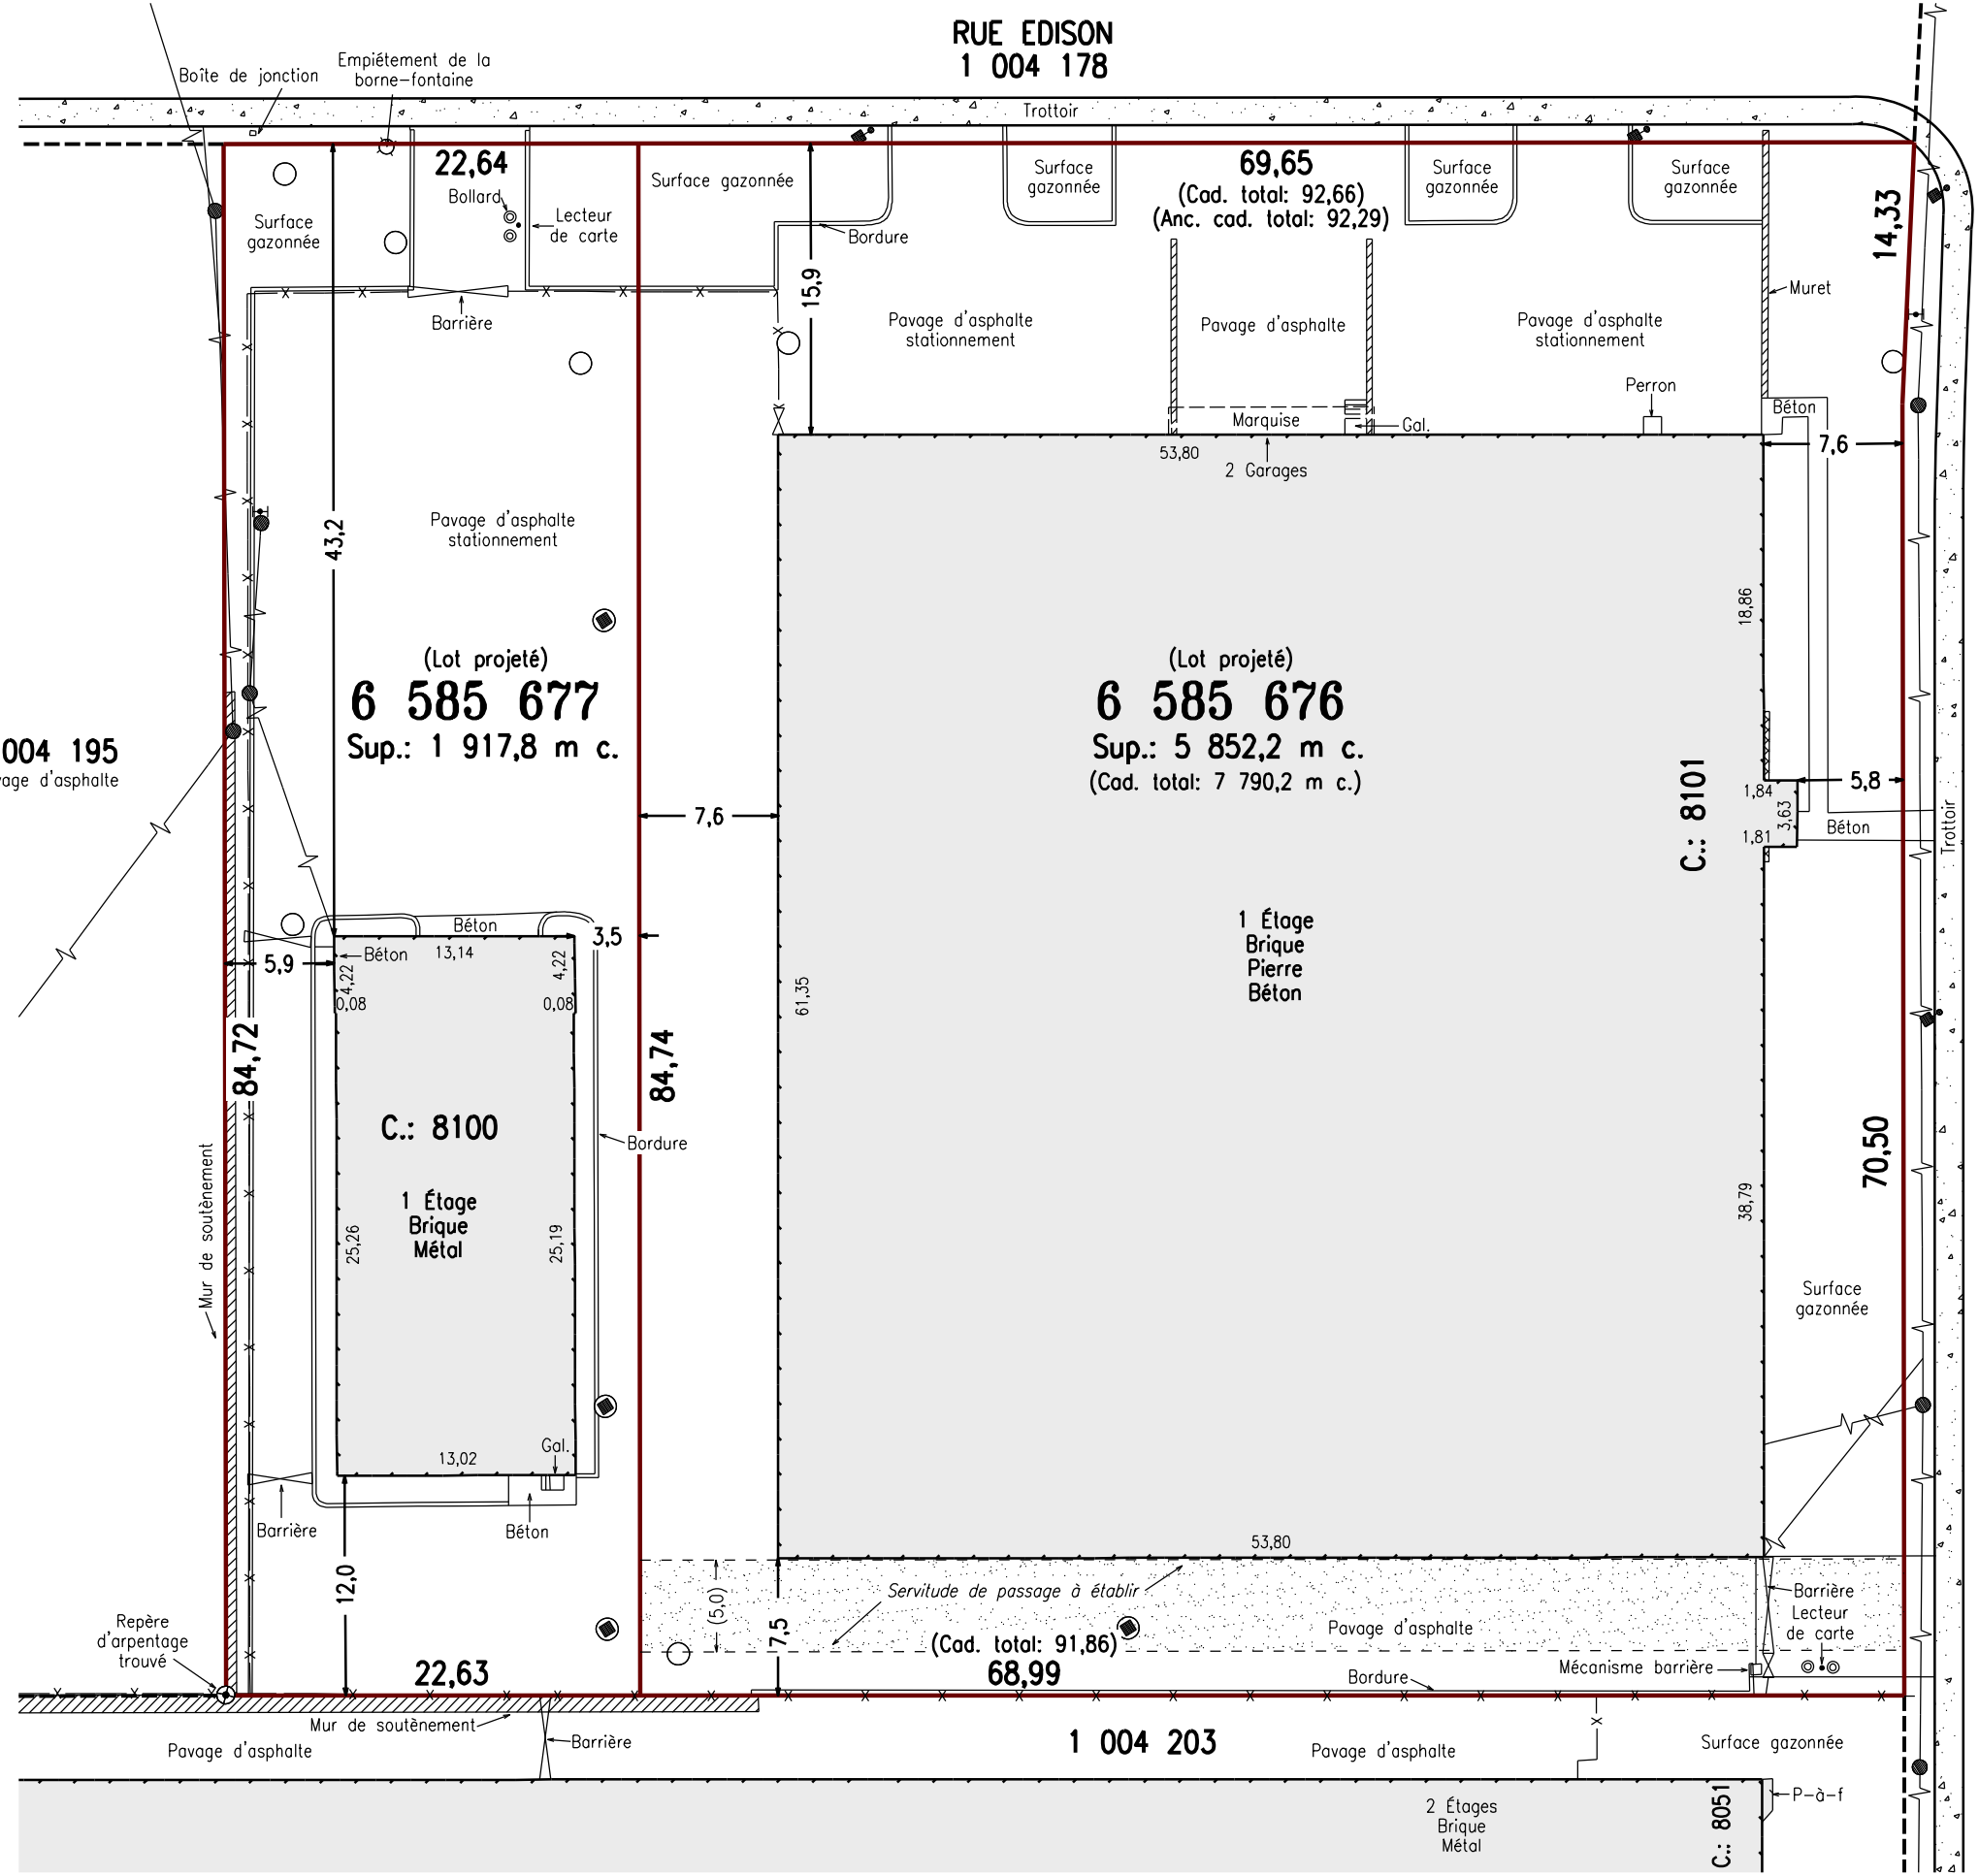 RUE EDISON
1 004 178
Boîte de jonction
Empiétement de la
borne-fontaine
Trottoir
22,64
Bollard
Lecteur
de carte
Surface
gazonnée
Surface gazonnée
Bordure
Surface
gazonnée
69,65
(Cad. total: 92,66)
(Anc. cad. total: 92,29)
Surface
gazonnée
Surface
gazonnée
14,33
15,9
Muret
Barrière
Pavage d'asphalte
stationnement
Pavage d'asphalte
Pavage d'asphalte
stationnement
Perron
Béton
Marquise
Gal.
53,80
2 Garages
7,6
43,2
Pavage d'asphalte
stationnement
18,86
(Lot projeté)
6 585 677
Sup.: 1 917,8 m c.
(Lot projeté)
6 585 676
Sup.: 5 852,2 m c.
(Cad. total: 7 790,2 m c.)
004 195
age d'asphalte
7,6
C.: 8101
1,84
3,63
1,81
5,8
Béton
Trottoir
1 Étage
Brique
Pierre
Béton
Béton
3,5
5,9
Béton
13,14
4,22
4,22
0,08
0,08
61,35
84,72
84,74
C.: 8100
Bordure
70,50
Mur de soutènement
1 Étage
Brique
Métal
25,26
25,19
38,79
Surface
gazonnée
13,02
Gal.
Barrière
Béton
53,80
12,0
(5,0)
7,5
Servitude de passage à établir
Pavage d'asphalte
Barrière
Lecteur
de carte
Repère
d'arpentage
trouvé
(Cad. total: 91,86)
22,63
68,99
Bordure
Mécanisme barrière
Mur de soutènement
Pavage d'asphalte
Barrière
1 004 203
Pavage d'asphalte
Surface gazonnée
2 Étages
Brique
Métal
C.: 8051
P-à-f